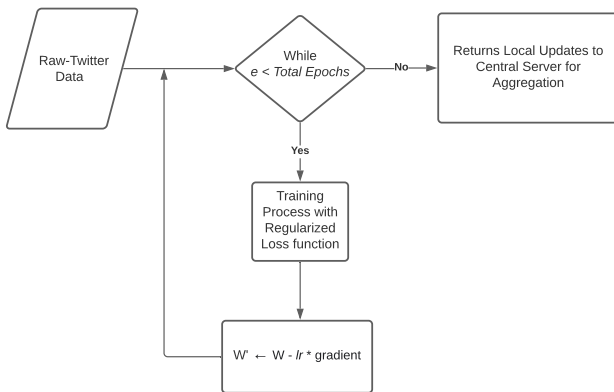 Raw-Twitter
Data
While
e < Total Epochs
No
Returns Local Updates to
Central Server for
Aggregation
Yes
Training
Process with
Regularized
Loss function
W' ← W - lr * gradient